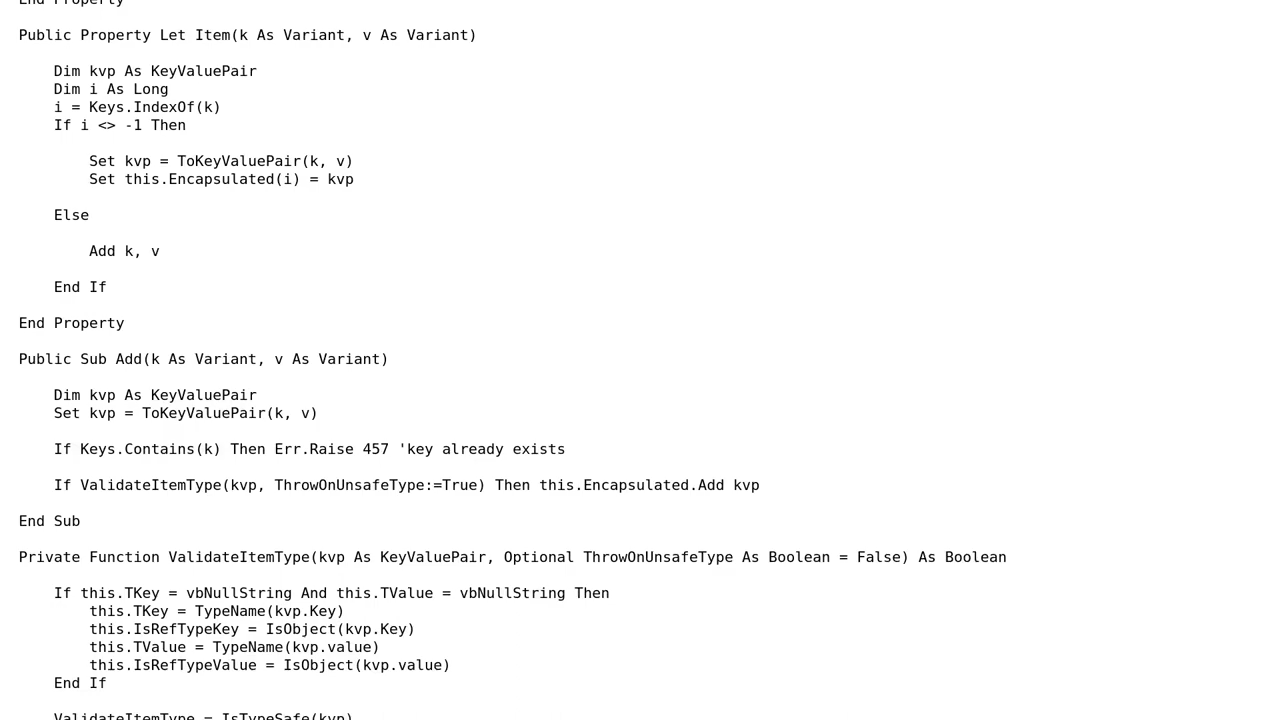 End Property
Public Property Let Item(k As Variant, v As Variant)
Dim kvp As KeyValuePair
Dim i As Long
i = Keys.IndexOf(k)
If i <> -1 Then
Set kvp = ToKeyValuePair(k, v)
Set this.Encapsulated(i) = kvp
Else
Add k, v
End If
End Property
Public Sub Add(k As Variant, v As Variant)
Dim kvp As KeyValuePair
Set kvp = ToKeyValuePair(k, v)
If Keys.Contains(k) Then Err.Raise 457 'key already exists
If ValidateItemType(kvp, ThrowOnUnsafeType:=True) Then this.Encapsulated.Add kvp
End Sub
Private Function ValidateItemType(kvp As KeyValuePair, Optional ThrowOnUnsafeType As Boolean = False) As Boolean
If this.TKey = vbNullString And this.TValue = vbNullString Then
this.TKey = TypeName(kvp.Key)
this.IsRefTypeKey = IsObject(kvp.Key)
this.TValue = TypeName(kvp.value)
this.IsRefTypeValue = IsObject(kvp.value)
End If
ValidateItemType = IsTypeSafe(kvp)